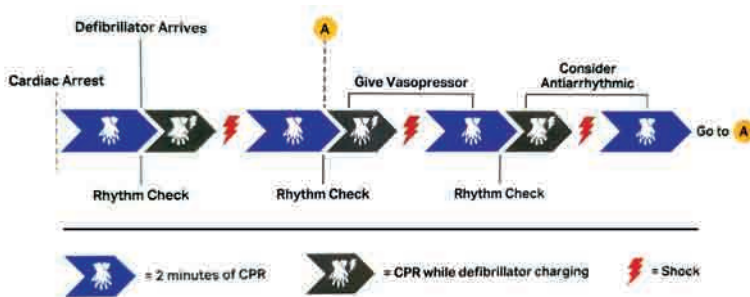 Defibrillator Arrives
A
Cardiac Arrest
Give Vasopressor
Consider
Antiarrhythmic
Go to A
Rhythm Check
Rhythm Check
Rhythm Check
= 2 minutes of CPR
= CPR while defibrillator charging
= Shock